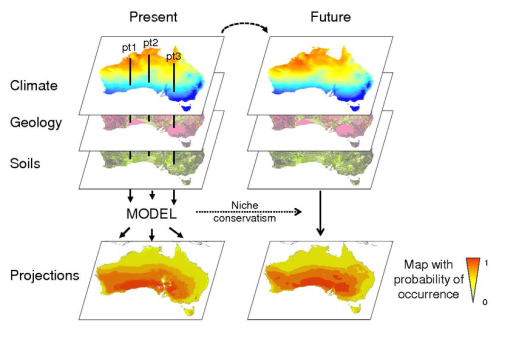 Present
Future
pt1
pt2
pt3
Climate
Geology
Soils
MODEL
Niche
conservatism
Projections
Map with
probability of
occurrence
1
0